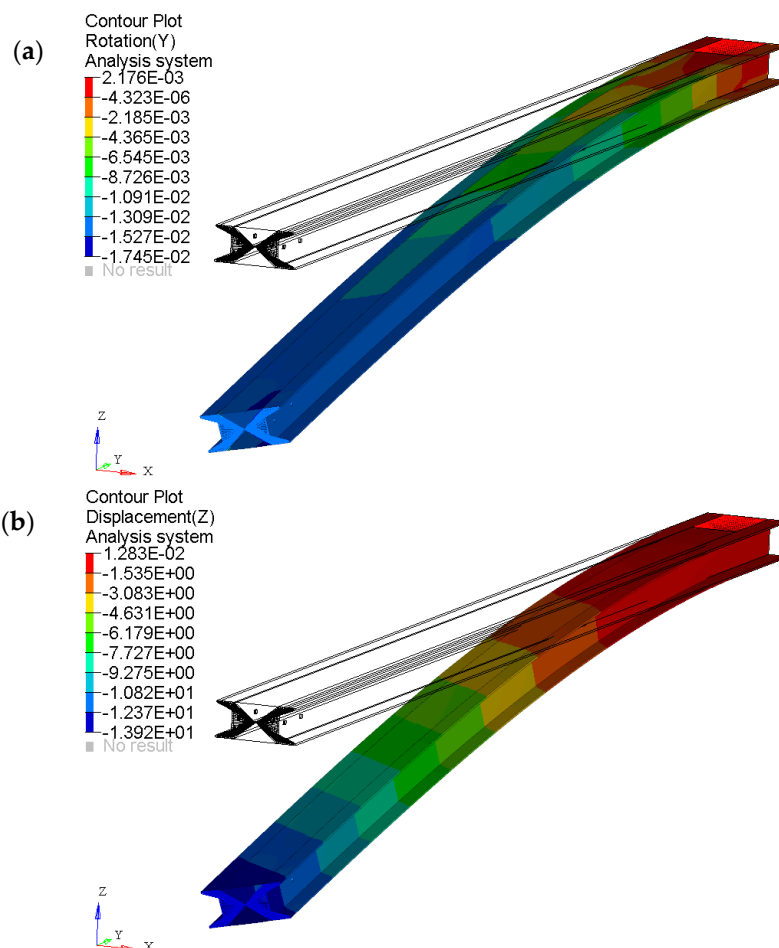 (a)
Contour Plot
Rotation(Y)
Analysis system
2.176E-03
-4.323E-06
-2.185E-03
-4.365E-03
-6.545E-03
-8.726E-03
-1.091E-02
-1.309E-02
-1.527E-02
-1.745E-02
No result
Z
Y
X
(b)
Contour Plot
Displacement(Z)
Analysis system
1.283E-02
-1.535E+00
-3.083E+00
-4.631E+00
-6.179E+00
-7.727E+00
-9.275E+00
-1.082E+01
-1.237E+01
-1.392E+01
No result
Z
Y
X